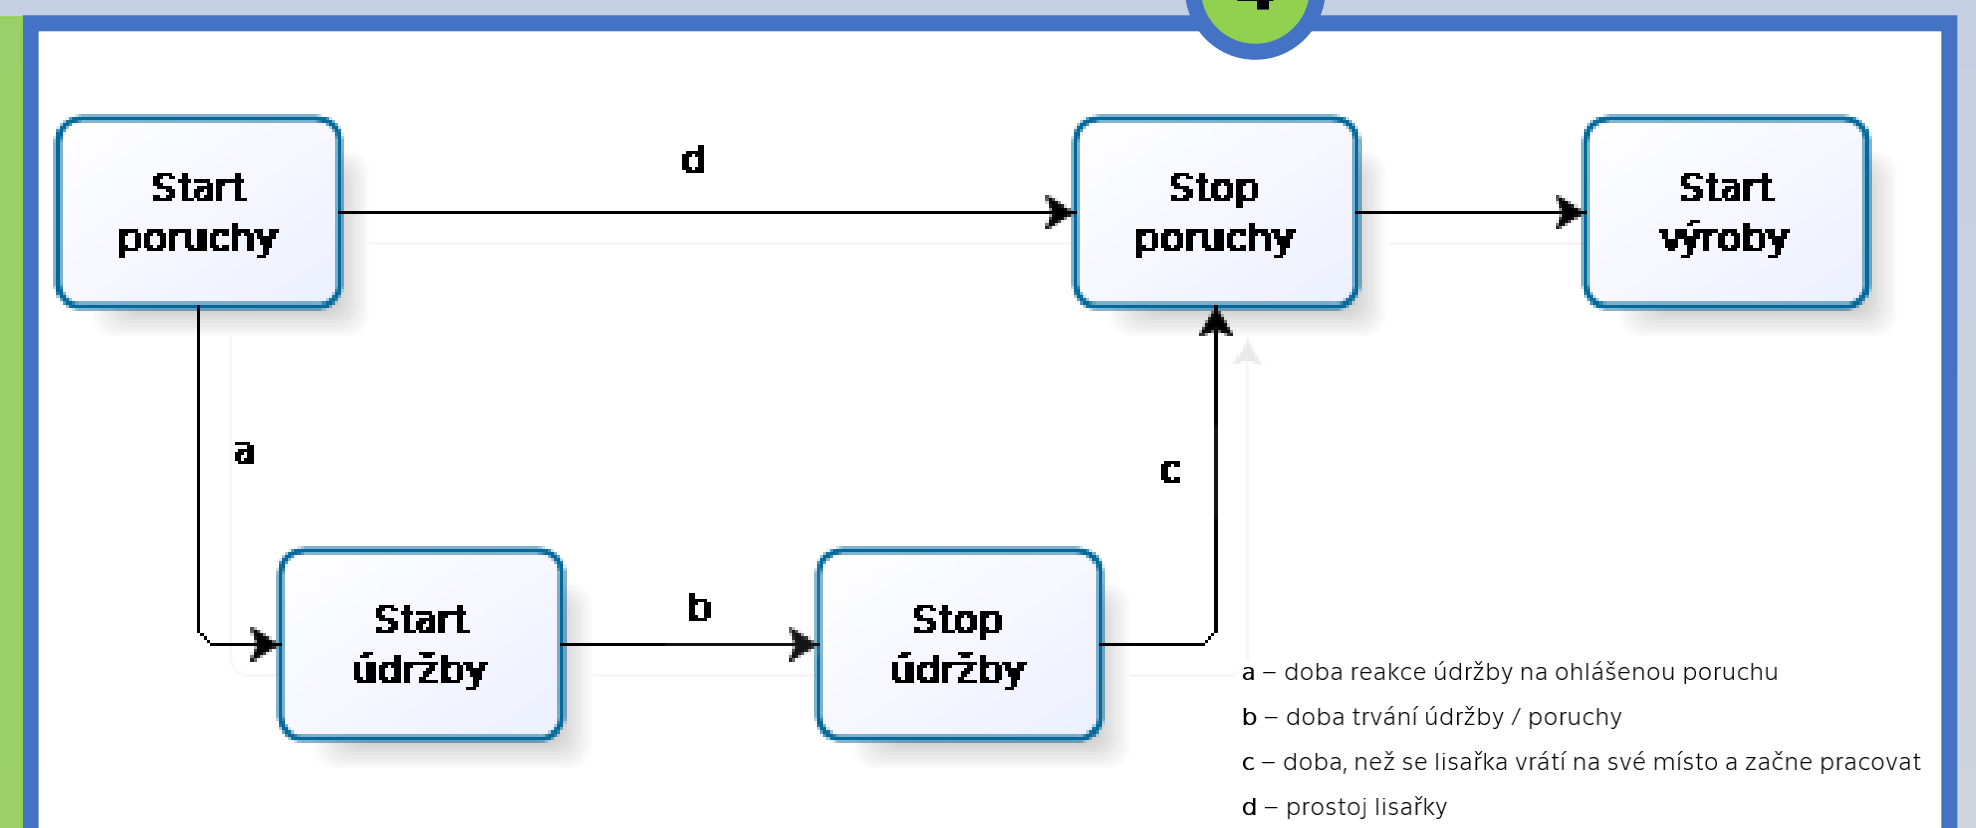 d
Start
poruchy
Stop
poruchy
Start
výroby
a
c
b
Start
údržby
Stop
údržby
a – doba reakce údržby na ohlášenou poruchu
b – doba trvání údržby / poruchy
c – doba, než se lisařka vrátí na své místo a začne pracovat
d – prostoj lisařky